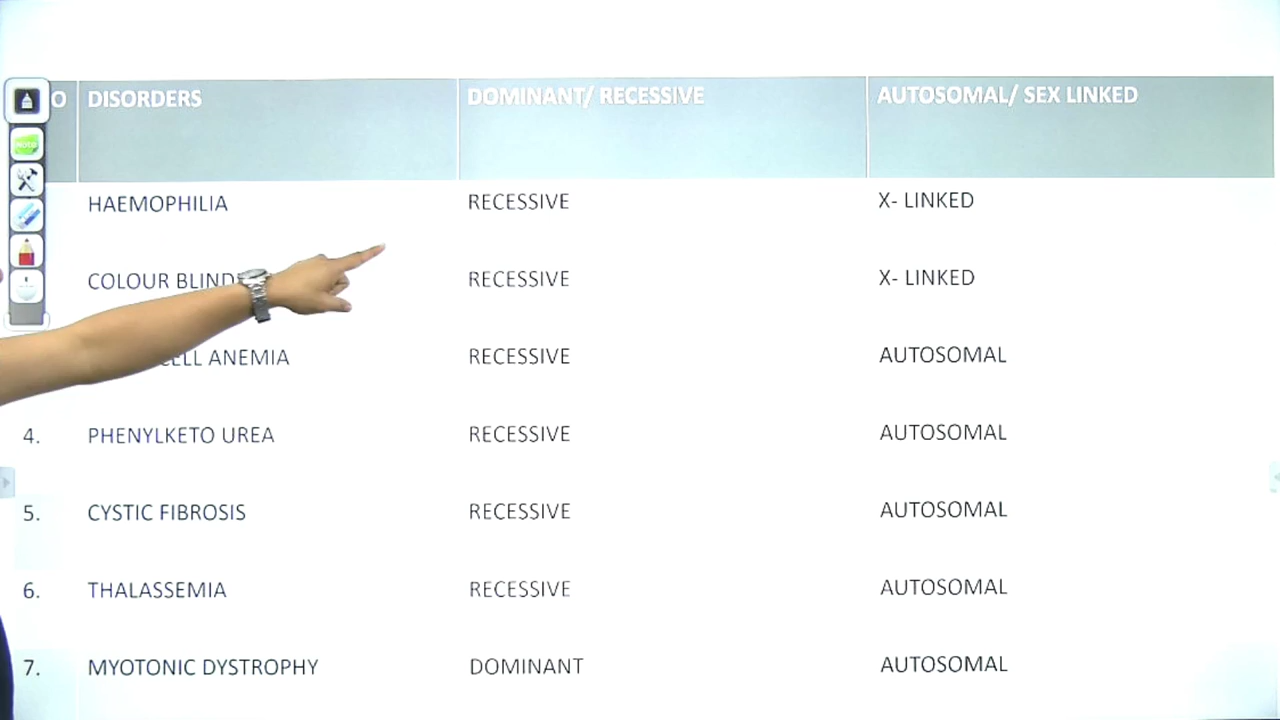 O DISORDERS DOMINANT/ RECESSIVE AUTOSOMAL/ SEX LINKED
HAEMOPHILIA RECESSIVE X- LINKED
COLOUR BLIND RECESSIVE X- LINKED
CELL ANEMIA RECESSIVE AUTOSOMAL
4. PHENYLKETO UREA RECESSIVE AUTOSOMAL
5. CYSTIC FIBROSIS RECESSIVE AUTOSOMAL
6. THALASSEMIA RECESSIVE AUTOSOMAL
7. MYOTONIC DYSTROPHY DOMINANT AUTOSOMAL